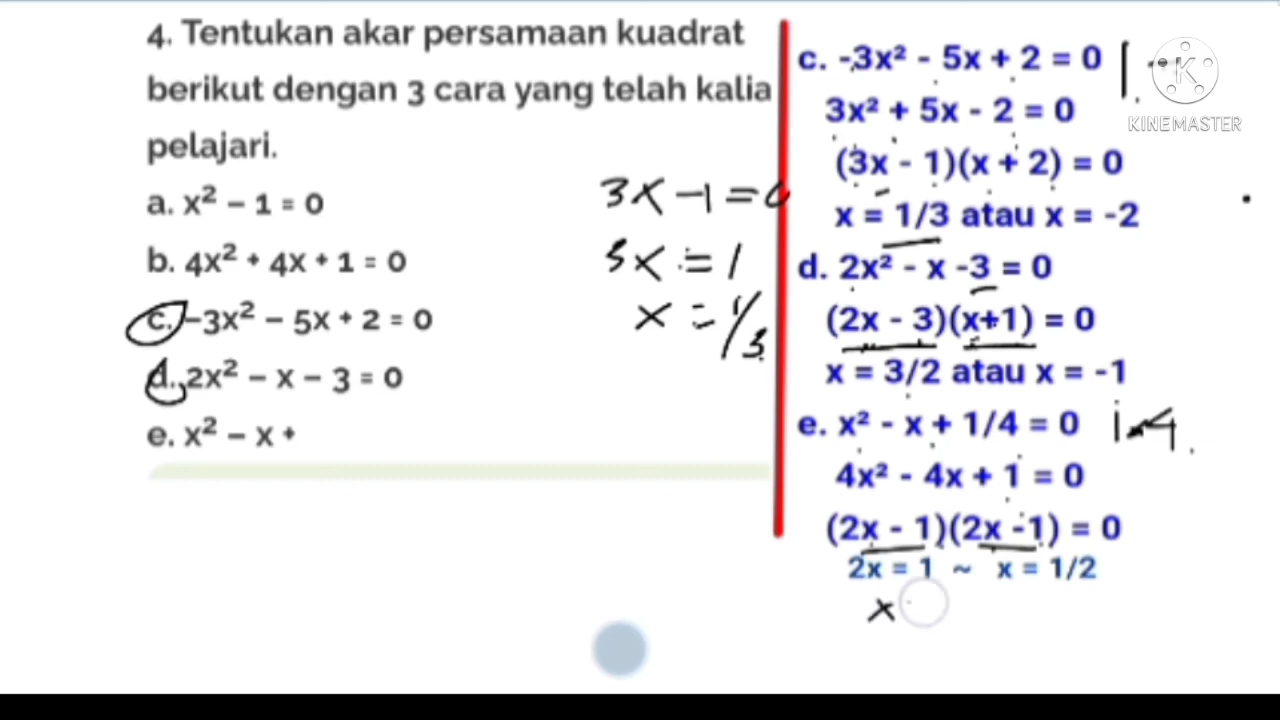 4. Tentukan akar persamaan kuadrat
berikut dengan 3 cara yang telah kalia
pelajari.
a. x² - 1 = 0
b. 4x² + 4x + 1 = 0
c. -3x² - 5x + 2 = 0
d. 2x² - x - 3 = 0
e. x² - x +
3x - 1 = 0
3x = 1
x = 1/3
c. -3x² - 5x + 2 = 0
3x² + 5x - 2 = 0
(3x - 1)(x + 2) = 0
x = 1/3 atau x = -2
d. 2x² - x -3 = 0
(2x - 3)(x+1) = 0
x = 3/2 atau x = -1
e. x² - x + 1/4 = 0
4x² - 4x + 1 = 0
(2x - 1)(2x -1) = 0
2x = 1 ~ x = 1/2
x
K
KINEMASTER